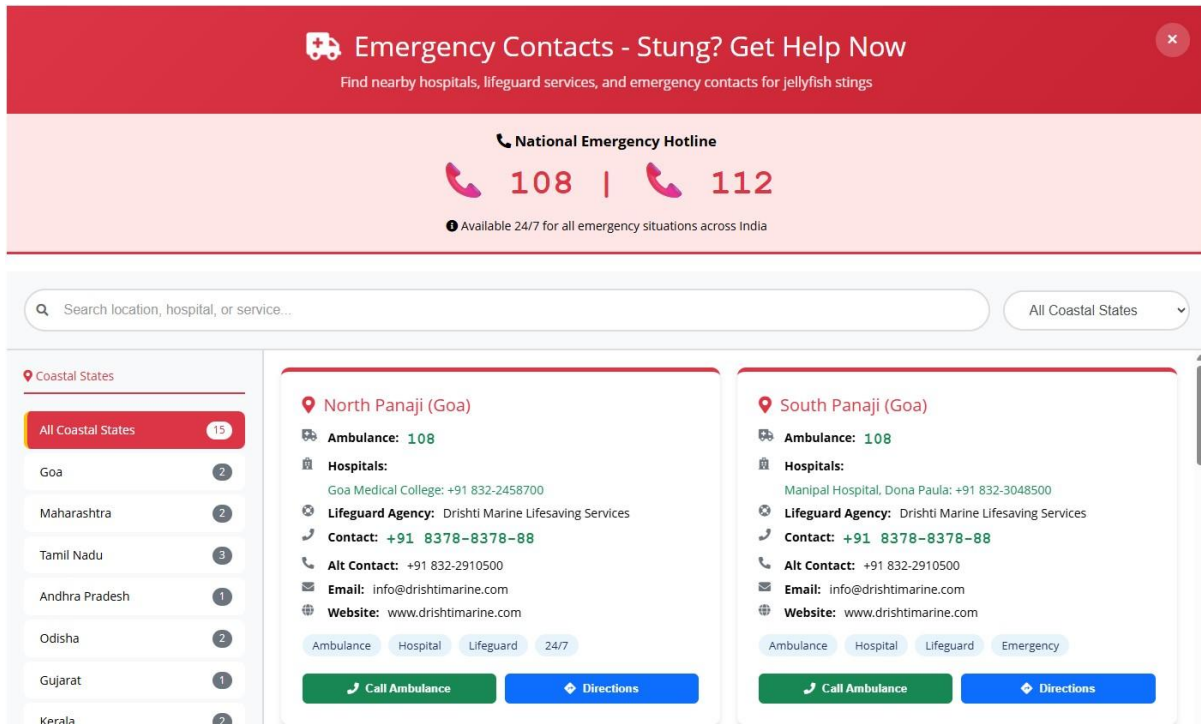 Emergency Contacts - Stung? Get Help Now
Find nearby hospitals, lifeguard services, and emergency contacts for jellyfish stings
National Emergency Hotline
108 | 112
Available 24/7 for all emergency situations across India
Search location, hospital, or service...
All Coastal States
Coastal States
All Coastal States 15
Goa 2
Maharashtra 2
Tamil Nadu 3
Andhra Pradesh 1
Odisha 2
Gujarat 1
Kerala 2
North Panaji (Goa)
Ambulance: 108
Hospitals:
Goa Medical College: +91 832-2458700
Lifeguard Agency: Drishti Marine Lifesaving Services
Contact: +91 8378-8378-88
Alt Contact: +91 832-2910500
Email: info@drishtimarine.com
Website: www.drishtimarine.com
Ambulance Hospital Lifeguard 24/7
Call Ambulance Directions
South Panaji (Goa)
Ambulance: 108
Hospitals:
Manipal Hospital, Dona Paula: +91 832-3048500
Lifeguard Agency: Drishti Marine Lifesaving Services
Contact: +91 8378-8378-88
Alt Contact: +91 832-2910500
Email: info@drishtimarine.com
Website: www.drishtimarine.com
Ambulance Hospital Lifeguard Emergency
Call Ambulance Directions